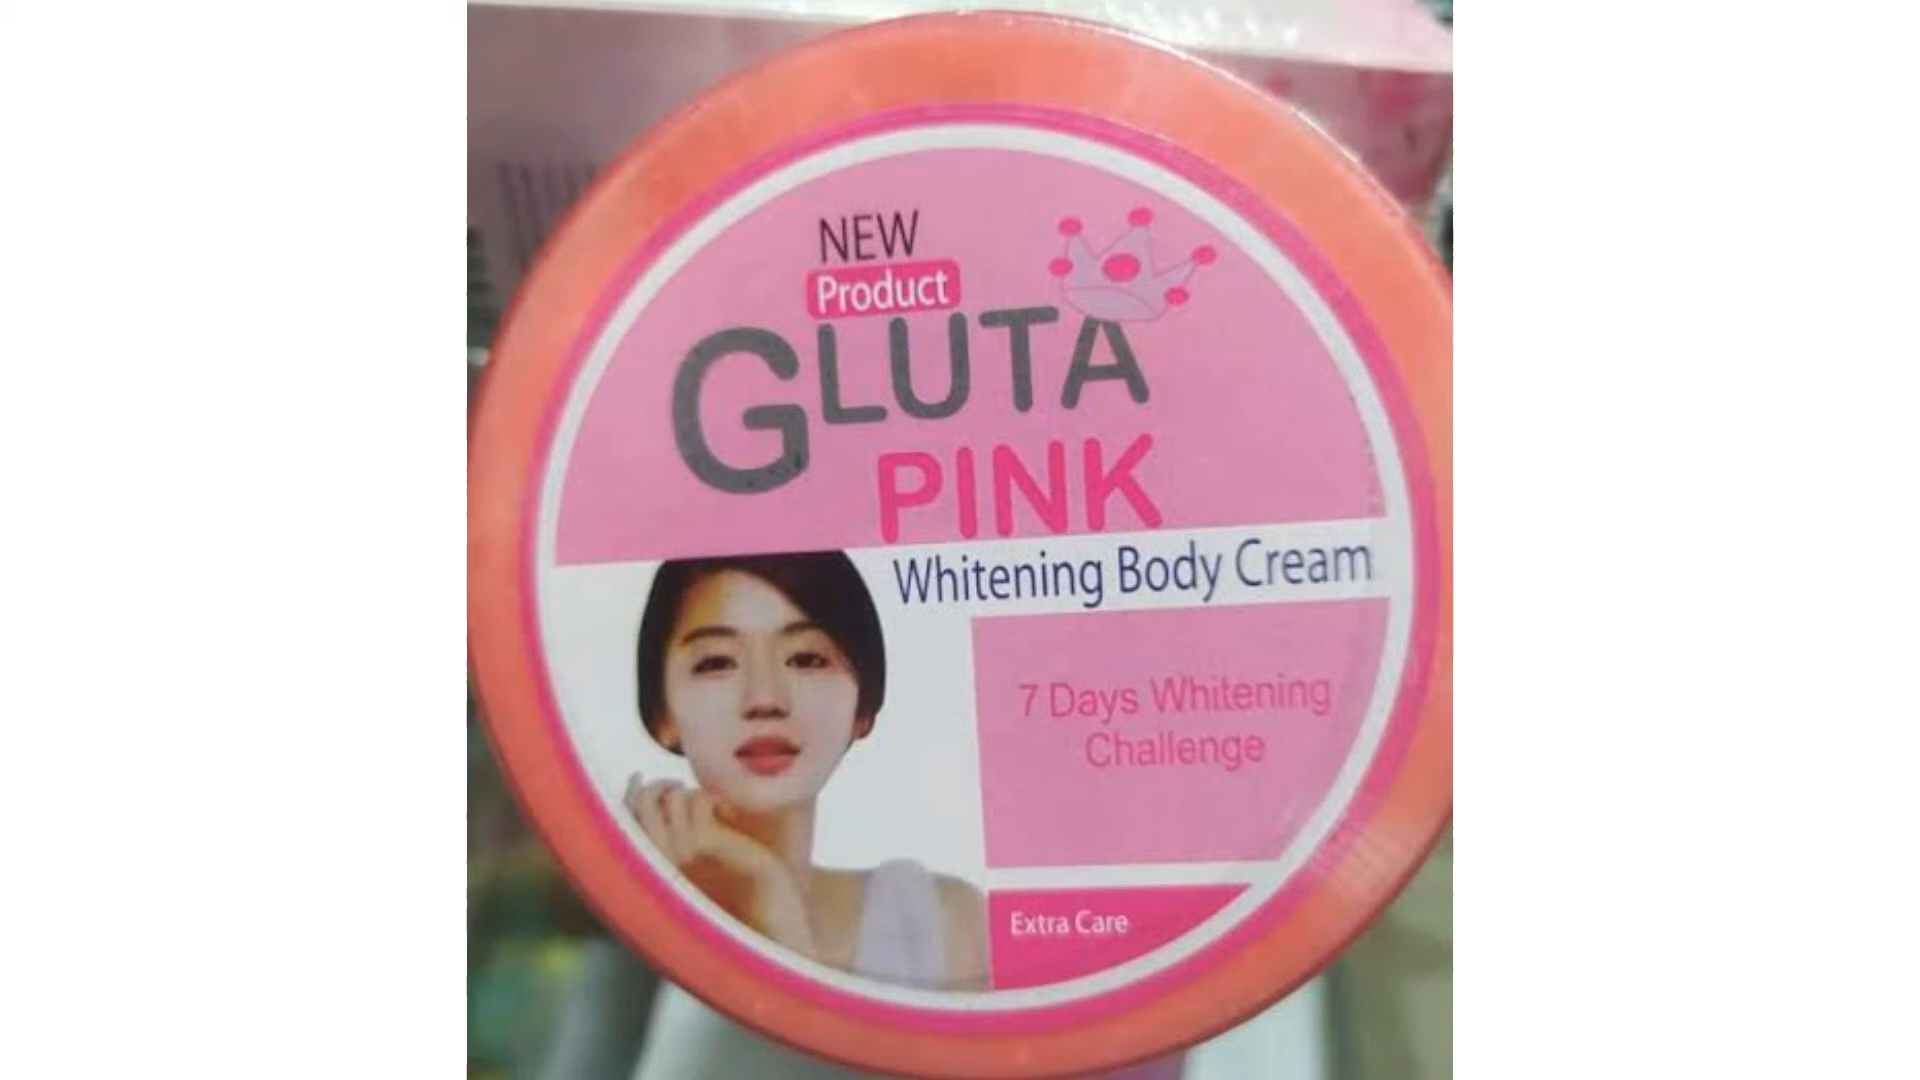 NEW
Product
GLUTA
PINK
Whitening Body Cream
7 Days Whitening
Challenge
Extra Care